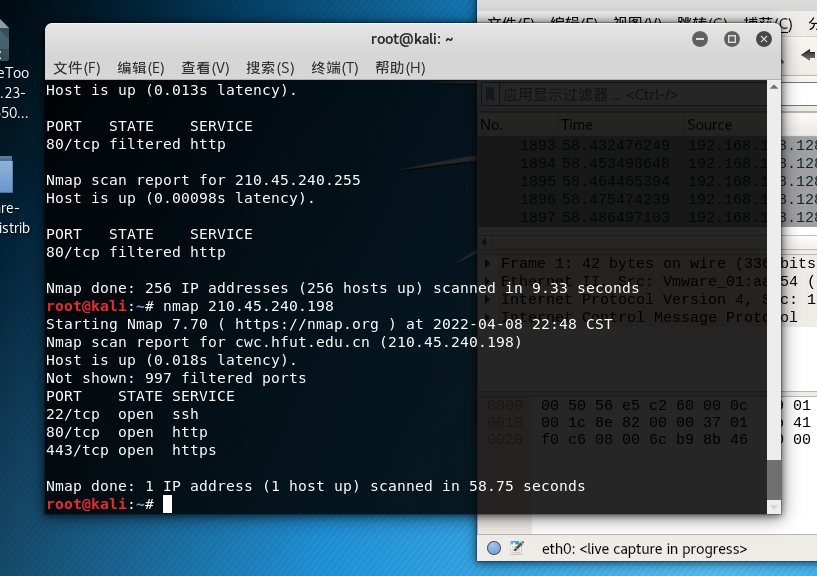 文件(F) 编辑(E) 视图(V) 跳转(G) 捕获(C)
root@kali: ~
文件(F) 编辑(E) 查看(V) 搜索(S) 终端(T) 帮助(H)
Host is up (0.013s latency).
PORT STATE SERVICE
80/tcp filtered http
Nmap scan report for 210.45.240.255
Host is up (0.00098s latency).
PORT STATE SERVICE
80/tcp filtered http
Nmap done: 256 IP addresses (256 hosts up) scanned in 9.33 seconds
root@kali:~# nmap 210.45.240.198
Starting Nmap 7.70 ( https://nmap.org ) at 2022-04-08 22:48 CST
Nmap scan report for cwc.hfut.edu.cn (210.45.240.198)
Host is up (0.018s latency).
Not shown: 997 filtered ports
PORT STATE SERVICE
22/tcp open ssh
80/tcp open http
443/tcp open https
Nmap done: 1 IP address (1 host up) scanned in 58.75 seconds
root@kali:~#
eToo
.23-
50...
re-
istrib
应用显示过滤器 ... <Ctrl-/>
No. Time Source
1893 58.432476249 192.168.
1894 58.453498648 192.168.
1895 58.464465394 192.168.
1896 58.475474239 192.168.
1897 58.486497103 192.168.
Frame 1: 42 bytes on wire (336 bits
Ethernet II, Src: Vmware_01:
Internet Protocol Version 4, Src: 1
Internet Control Message Protocol
0000 00 50 56 e5 c2 60 00 0c 01
0010 00 1c 8e 82 00 00 37 01 41
0020 f0 c6 08 00 6c b9 8b 46 00
eth0: <live capture in progress>